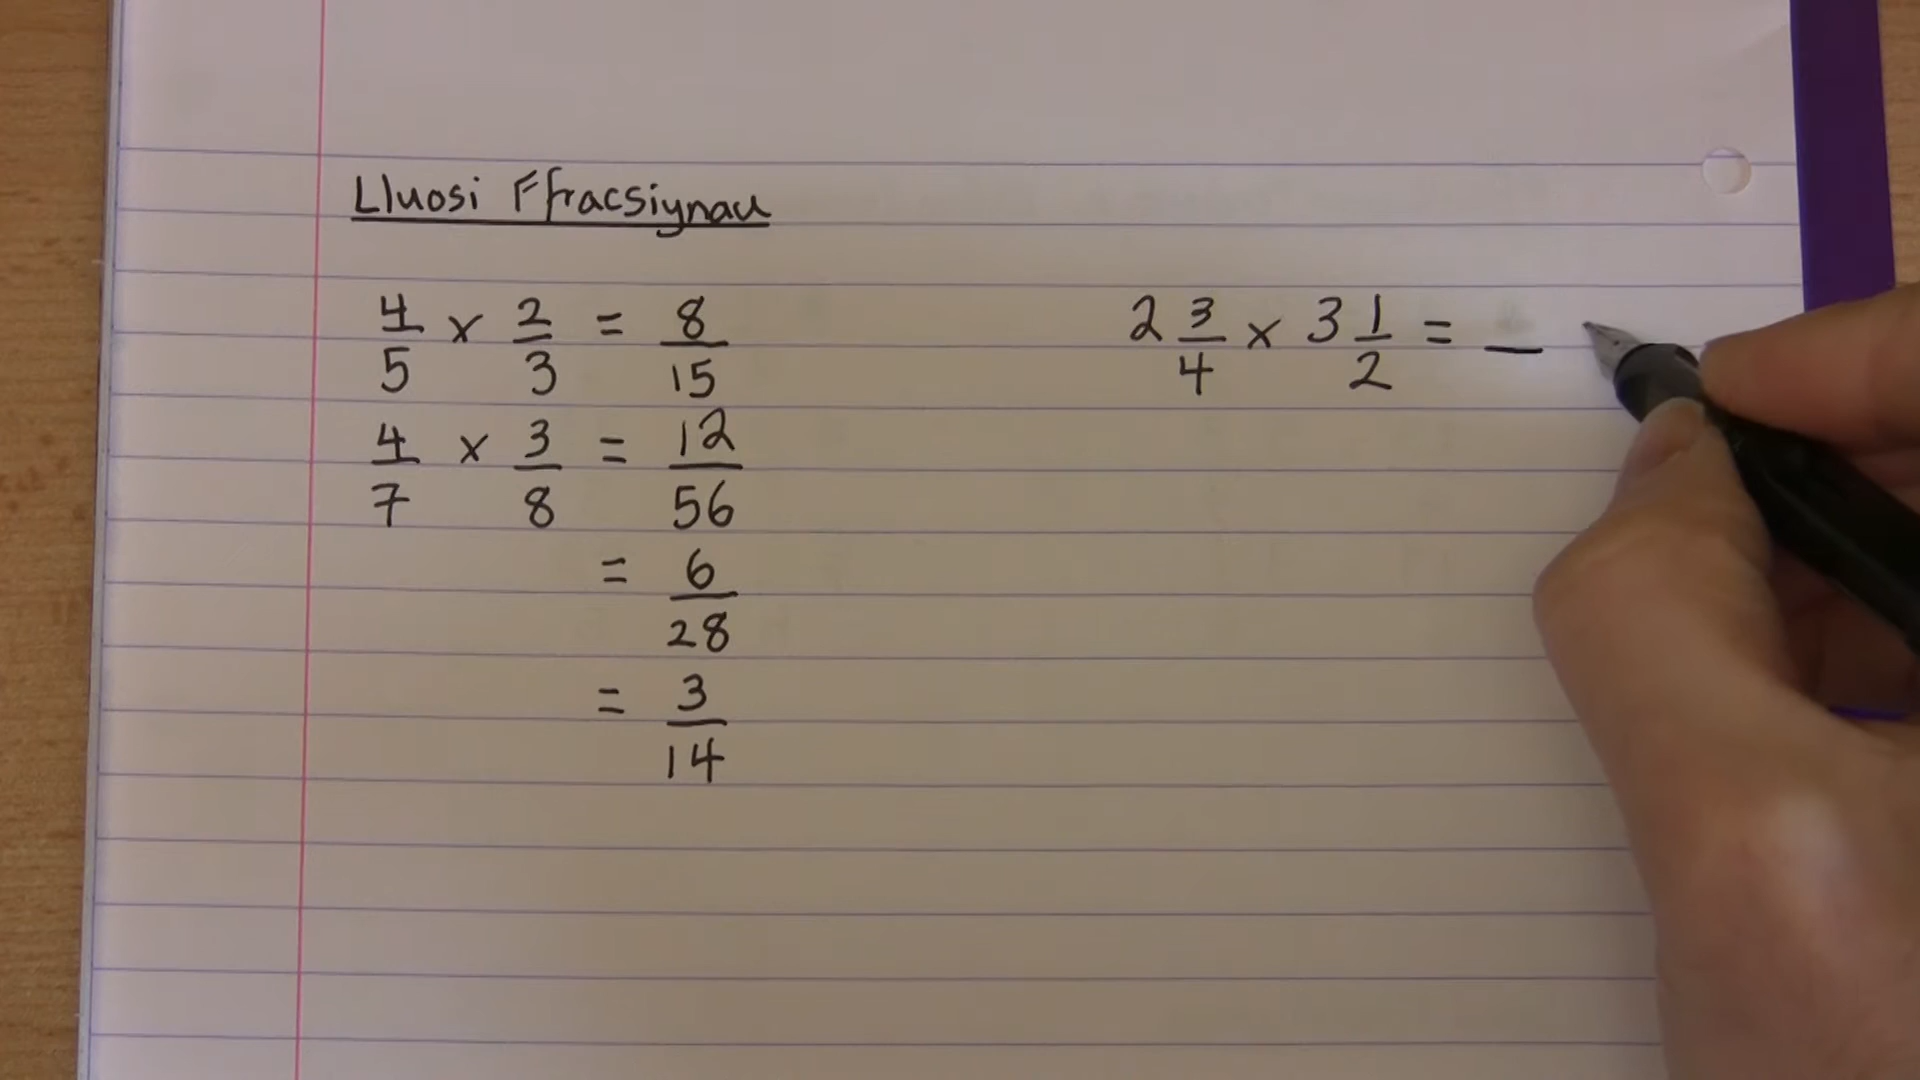 Lluosi Ffracsiynau
4/5 x 2/3 = 8/15
4/7 x 3/8 = 12/56
= 6/28
= 3/14
2 3/4 x 3 1/2 =